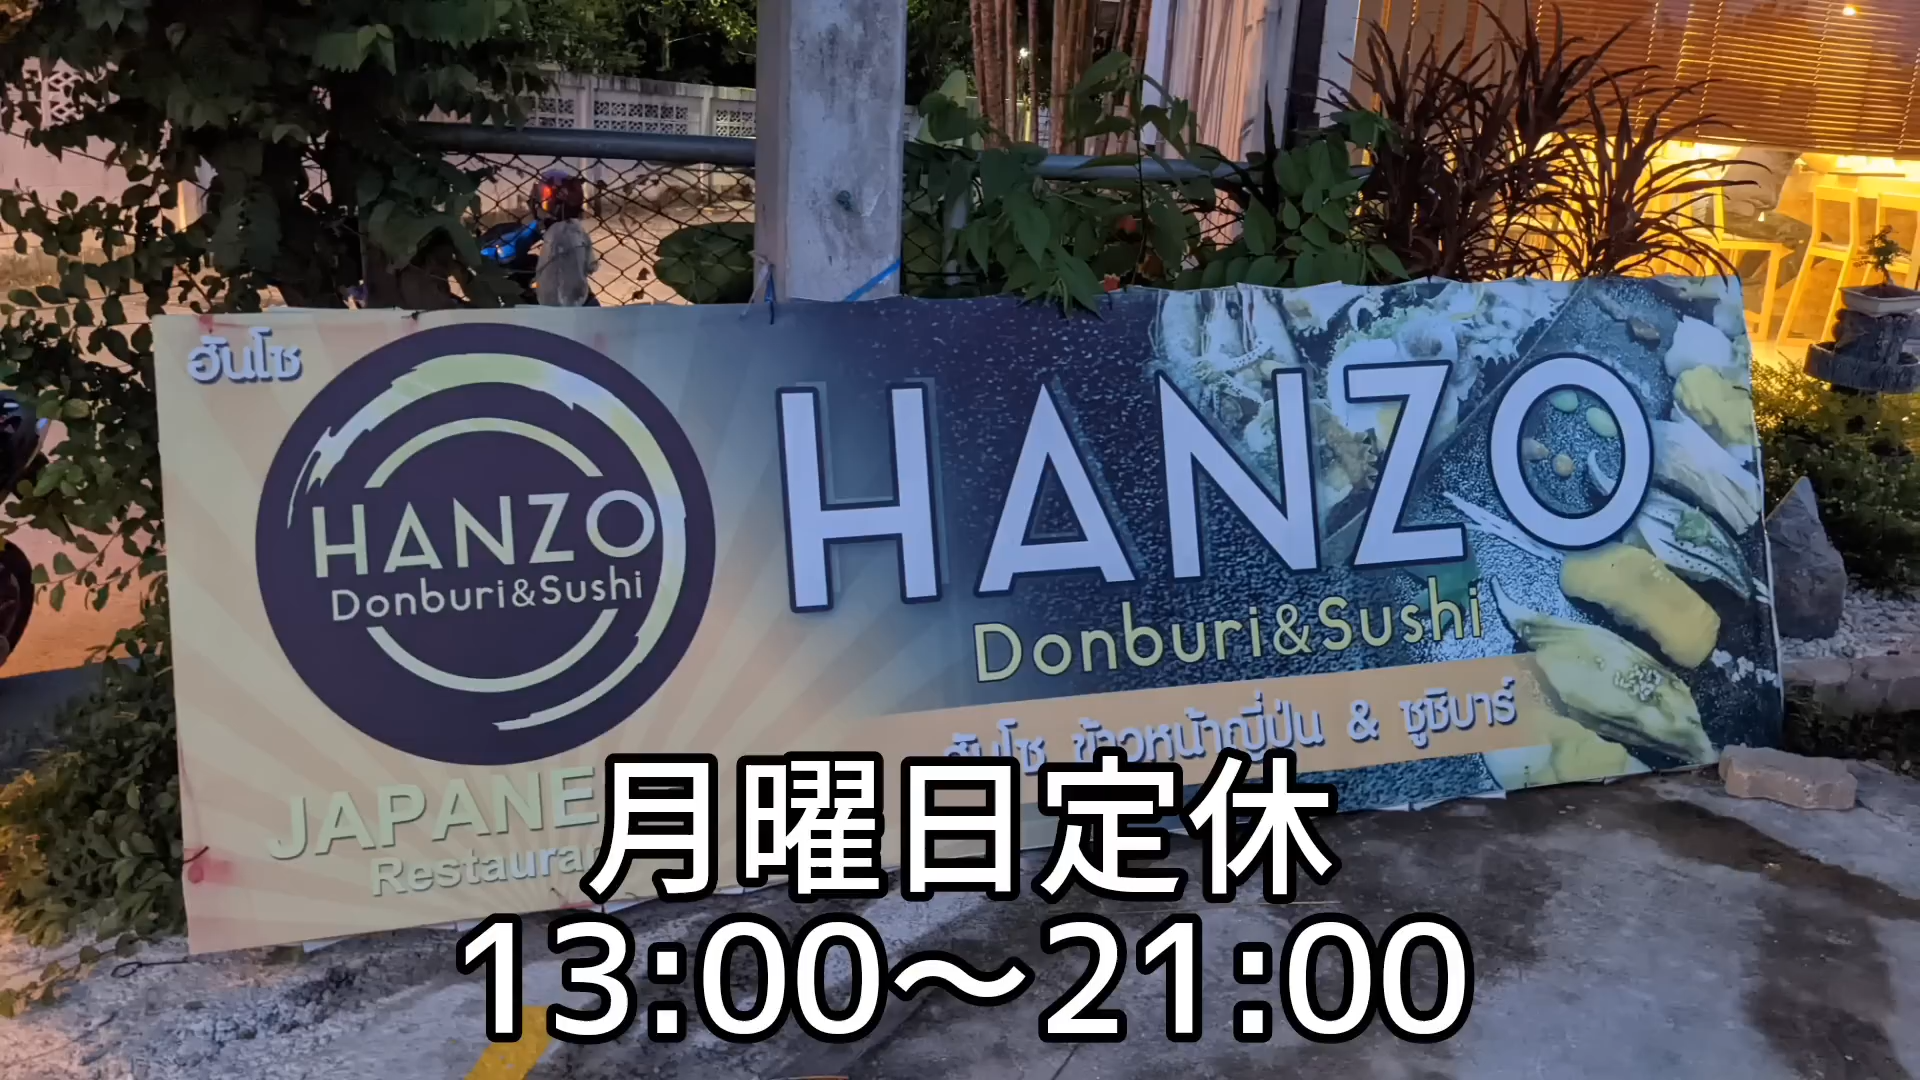 ฮันโซ
HANZO
Donburi&Sushi
HANZO
Donburi&Sushi
ฮันโซ ข้าวหน้าญี่ปุ่น & ซูชิบาร์
JAPANE
Restaura
月曜日定休
13:00～21:00